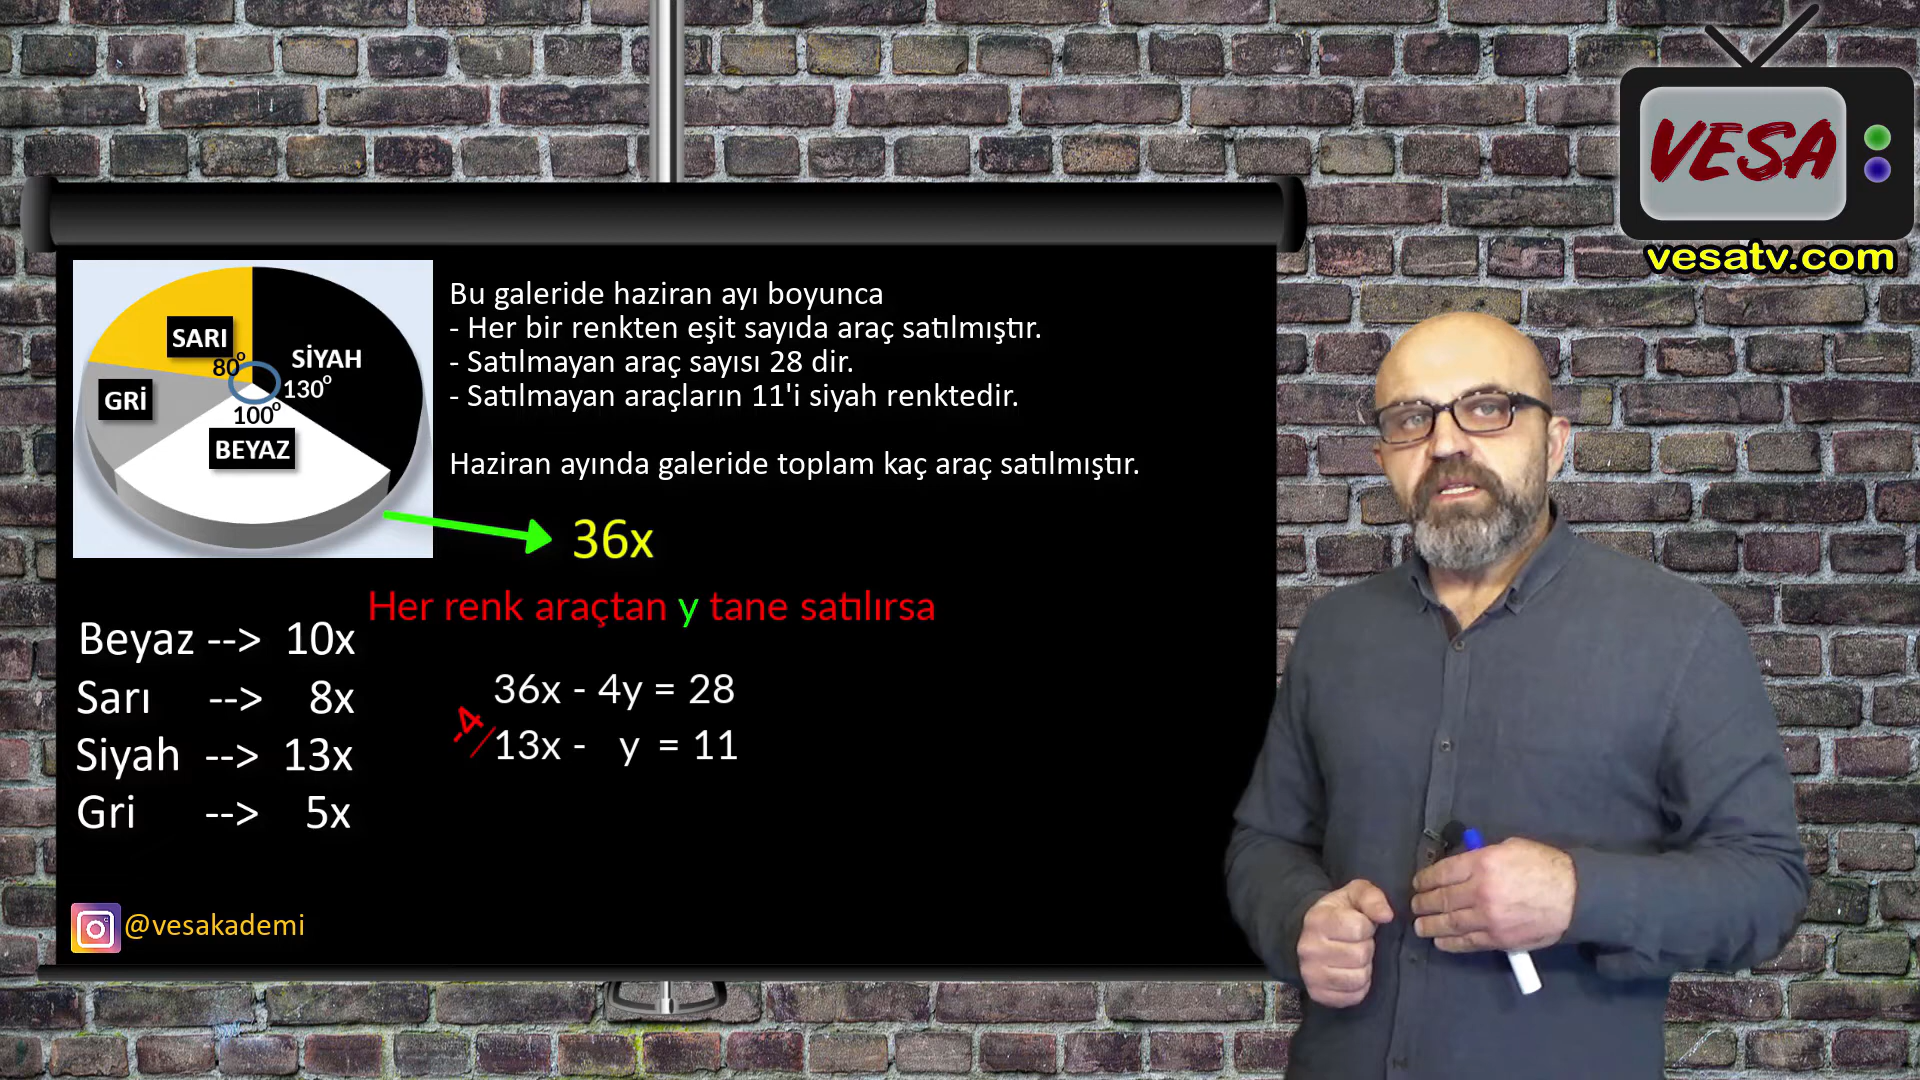 VESA
vesatv.com
SARI
80°
SİYAH
130°
GRİ
100°
BEYAZ
Bu galeride haziran ayı boyunca
- Her bir renkten eşit sayıda araç satılmıştır.
- Satılmayan araç sayısı 28 dir.
- Satılmayan araçların 11'i siyah renktedir.
Haziran ayında galeride toplam kaç araç satılmıştır.
36x
Her renk araçtan y tane satılırsa
Beyaz --> 10x
Sarı --> 8x
Siyah --> 13x
Gri --> 5x
36x - 4y = 28
-4/ 13x - y = 11
@vesakademi